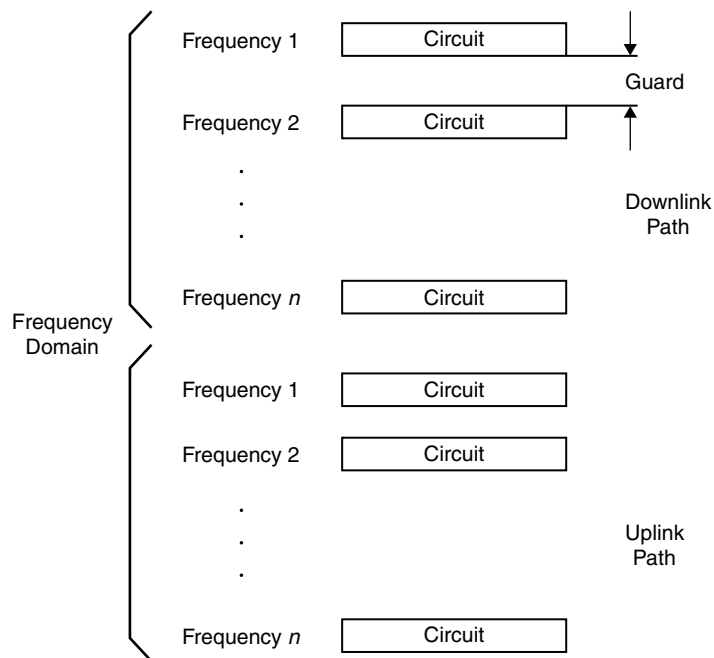 Frequency 1 Circuit
Guard
Frequency 2 Circuit
.
.
.
Downlink
Path
Frequency n Circuit
Frequency
Domain
Frequency 1 Circuit
Frequency 2 Circuit
.
.
.
Uplink
Path
Frequency n Circuit